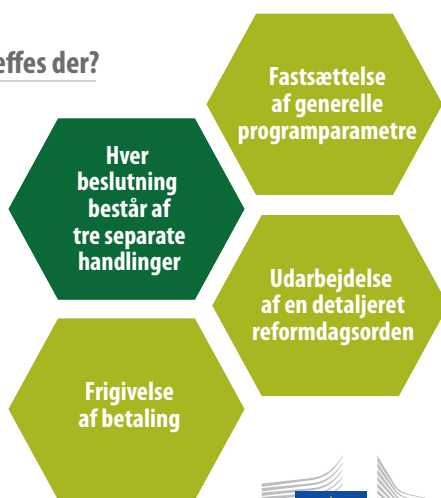 effes der?
Fastsættelse
af generelle
programparametre
Hver
beslutning
består af
tre separate
handlinger
Udarbejdelse
af en detaljeret
reformdagsorden
Frigivelse
af betaling